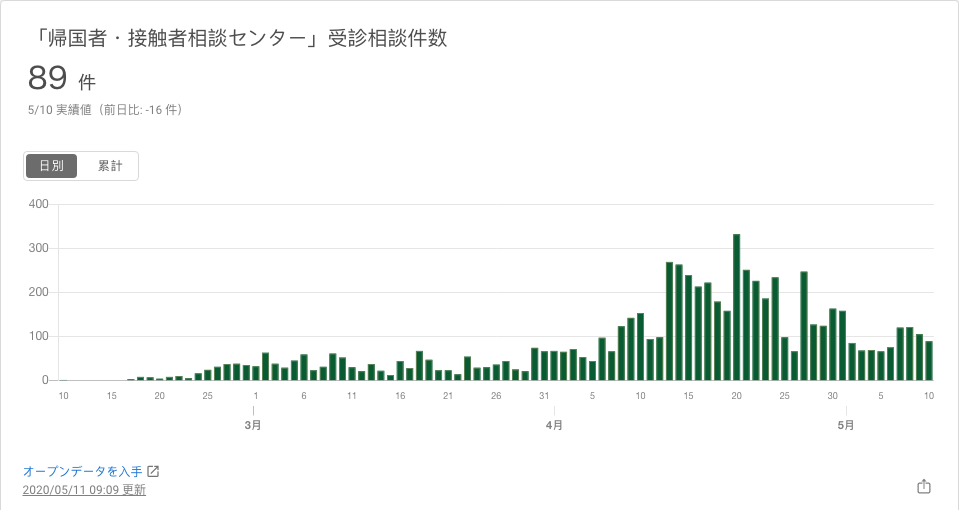 「帰国者・接触者相談センター」受診相談件数
89 件
5/10 実績値（前日比: -16 件）
日別 累計
400
300
200
100
0
10 15 20 25 1 6 11 16 21 26 31 5 10 15 20 25 30 5 10
3月 4月 5月
オープンデータを入手
2020/05/11 09:09 更新